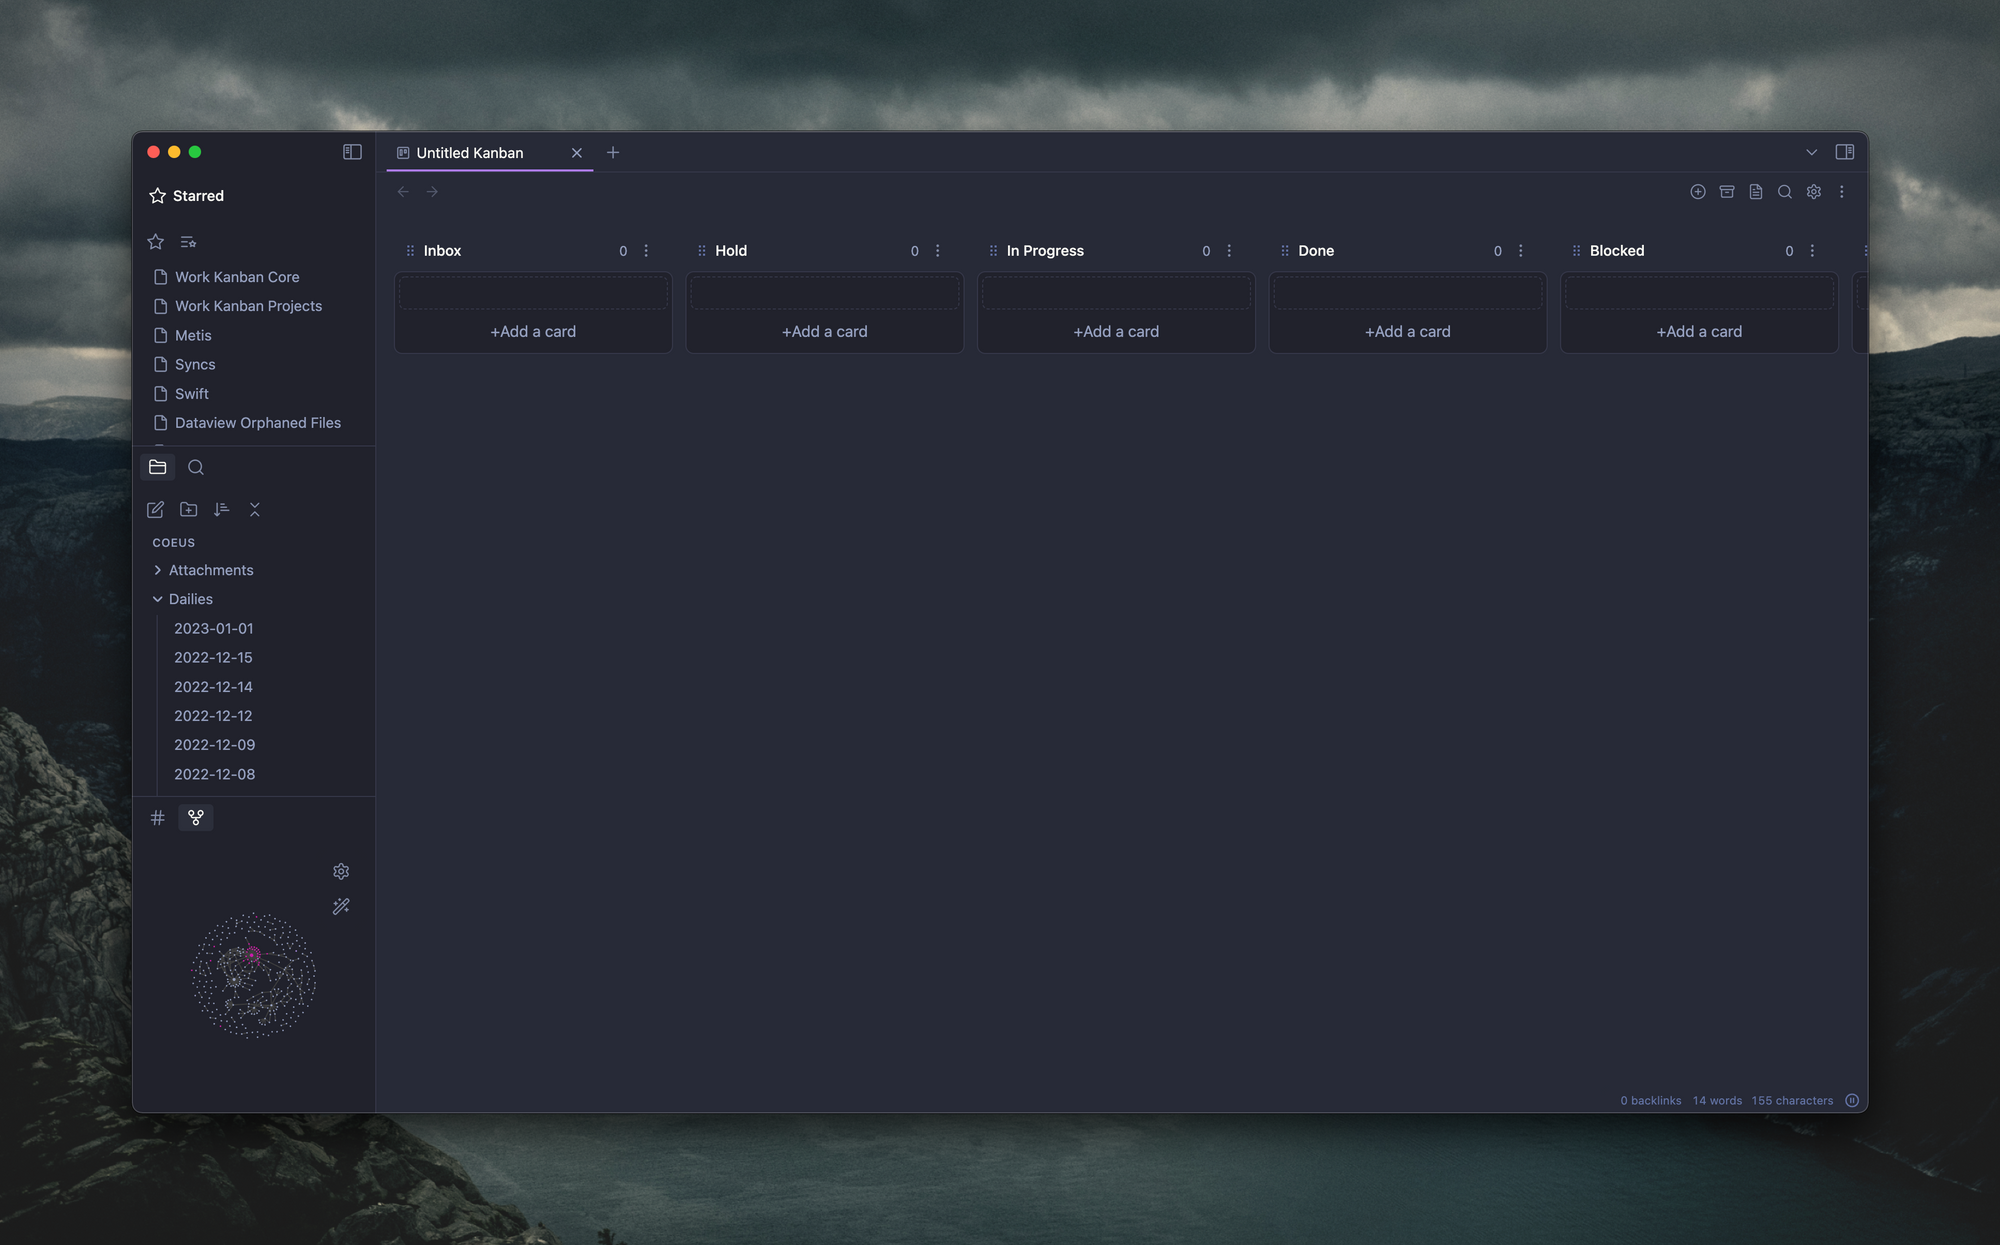 Untitled Kanban
Starred
Work Kanban Core
Work Kanban Projects
Metis
Syncs
Swift
Dataview Orphaned Files
COEUS
Attachments
Dailies
2023-01-01
2022-12-15
2022-12-14
2022-12-12
2022-12-09
2022-12-08
Inbox 0
+Add a card
Hold 0
+Add a card
In Progress 0
+Add a card
Done 0
+Add a card
Blocked 0
+Add a card
0 backlinks 14 words 155 characters